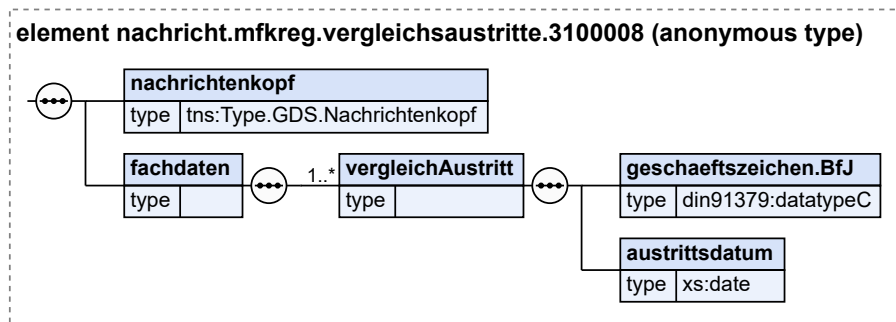 element nachricht.mfkreg.vergleichsaustritte.3100008 (anonymous type)
nachrichtenkopf
type tns:Type.GDS.Nachrichtenkopf
fachdaten
type
1..*
vergleichAustritt
type
geschaeftszeichen.BfJ
type din91379:datatypeC
austrittsdatum
type xs:date